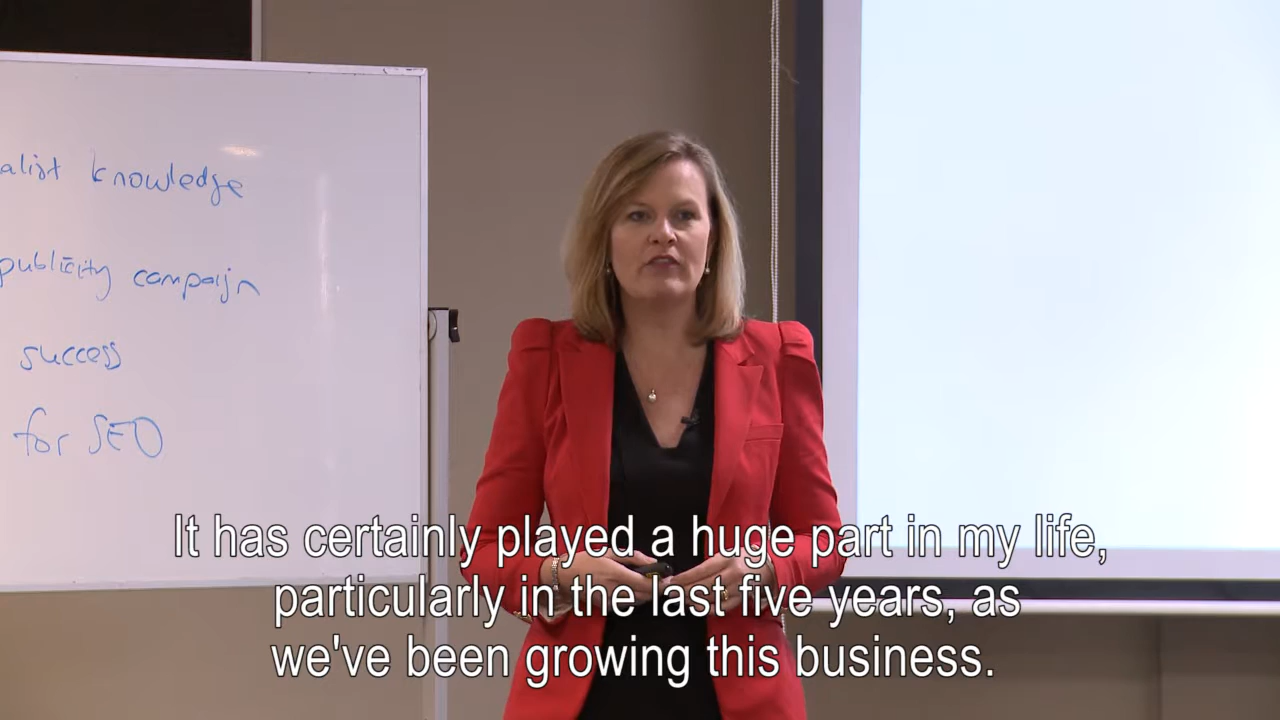 alist knowledge
publicity campaign
success
for SEO
It has certainly played a huge part in my life,
particularly in the last five years, as
we've been growing this business.